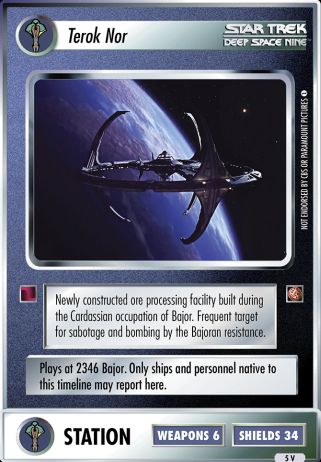 Terok Nor
STAR TREK
DEEP SPACE NINE
NOT ENDORSED BY CBS OR PARAMOUNT PICTURES
Newly constructed ore processing facility built during
the Cardassian occupation of Bajor. Frequent target
for sabotage and bombing by the Bajoran resistance.
Plays at 2346 Bajor. Only ships and personnel native to
this timeline may report here.
STATION
WEAPONS 6
SHIELDS 34
5 V